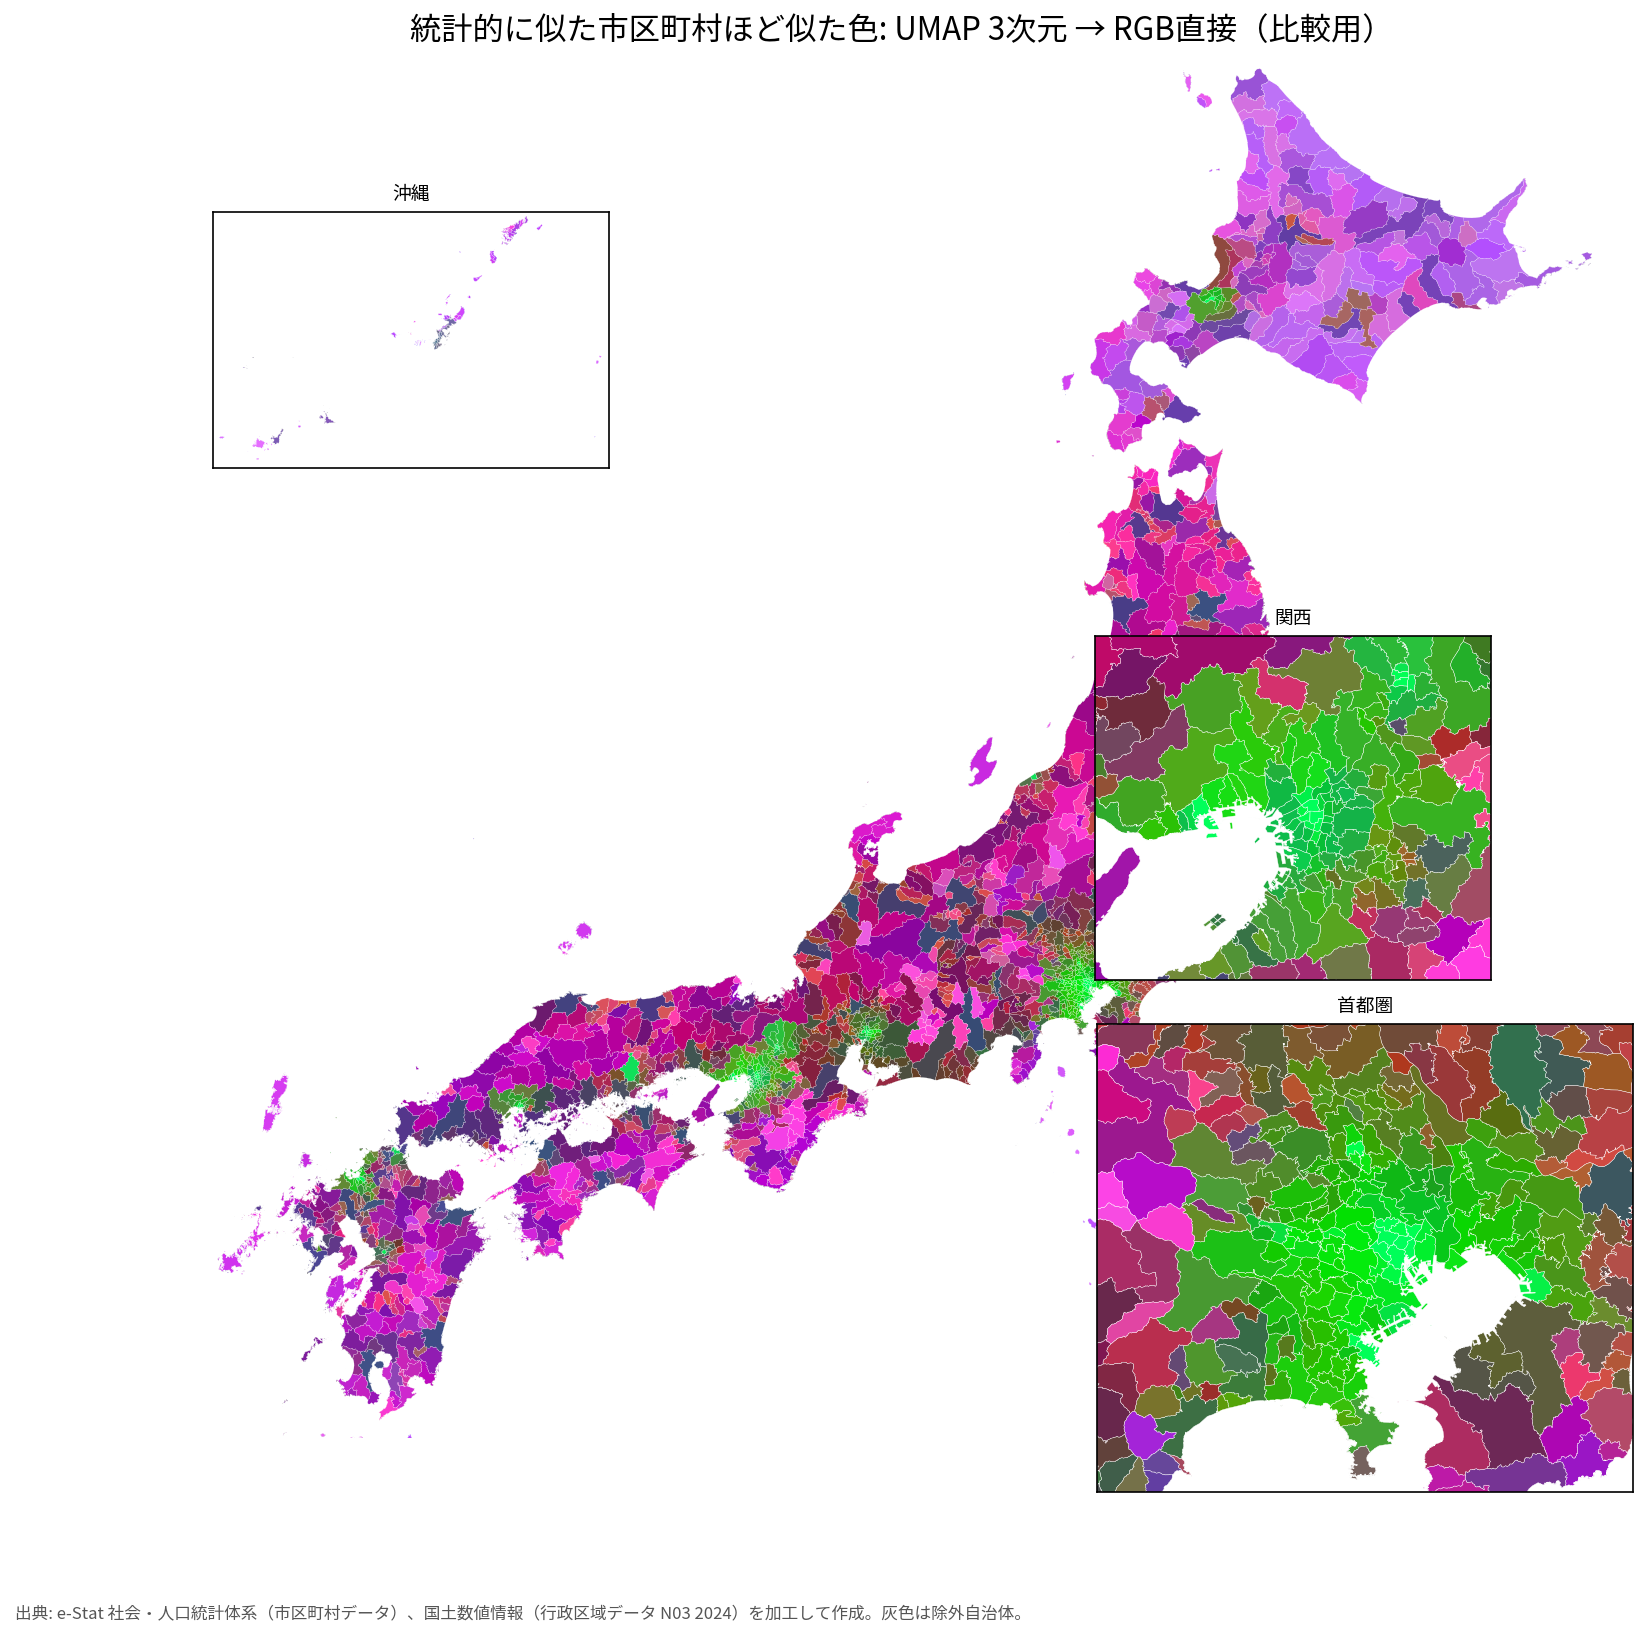 統計的に似た市区町村ほど似た色: UMAP 3次元 → RGB直接（比較用）
沖縄
関西
首都圏
出典: e-Stat 社会・人口統計体系（市区町村データ）、国土数値情報（行政区域データ N03 2024）を加工して作成。灰色は除外自治体。